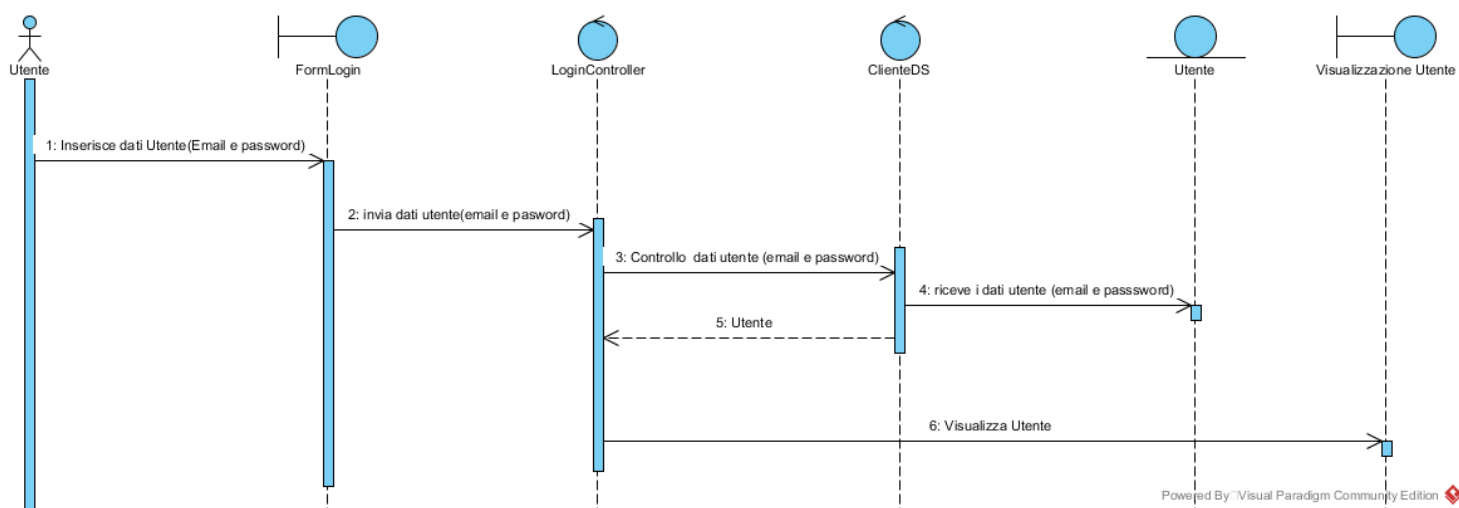 Utente
FormLogin
LoginController
ClienteDS
Utente
Visualizzazione Utente
1: Inserisce dati Utente(Email e password)
2: invia dati utente(email e pasword)
3: Controllo  dati utente (email e password)
4: riceve i dati utente (email e passsword)
5: Utente
6: Visualizza Utente
Powered By Visual Paradigm Community Edition